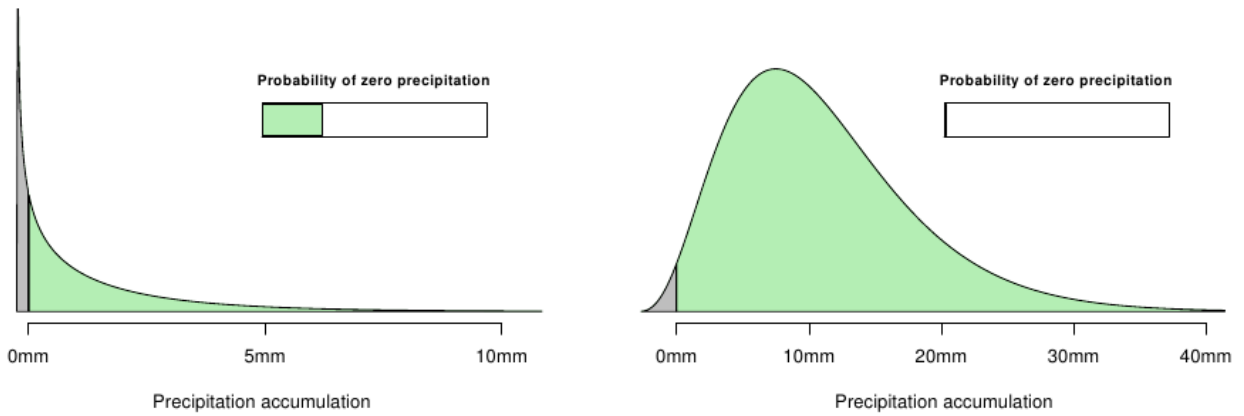 Probability of zero precipitation
0mm 5mm 10mm
Precipitation accumulation
Probability of zero precipitation
0mm 10mm 20mm 30mm 40mm
Precipitation accumulation